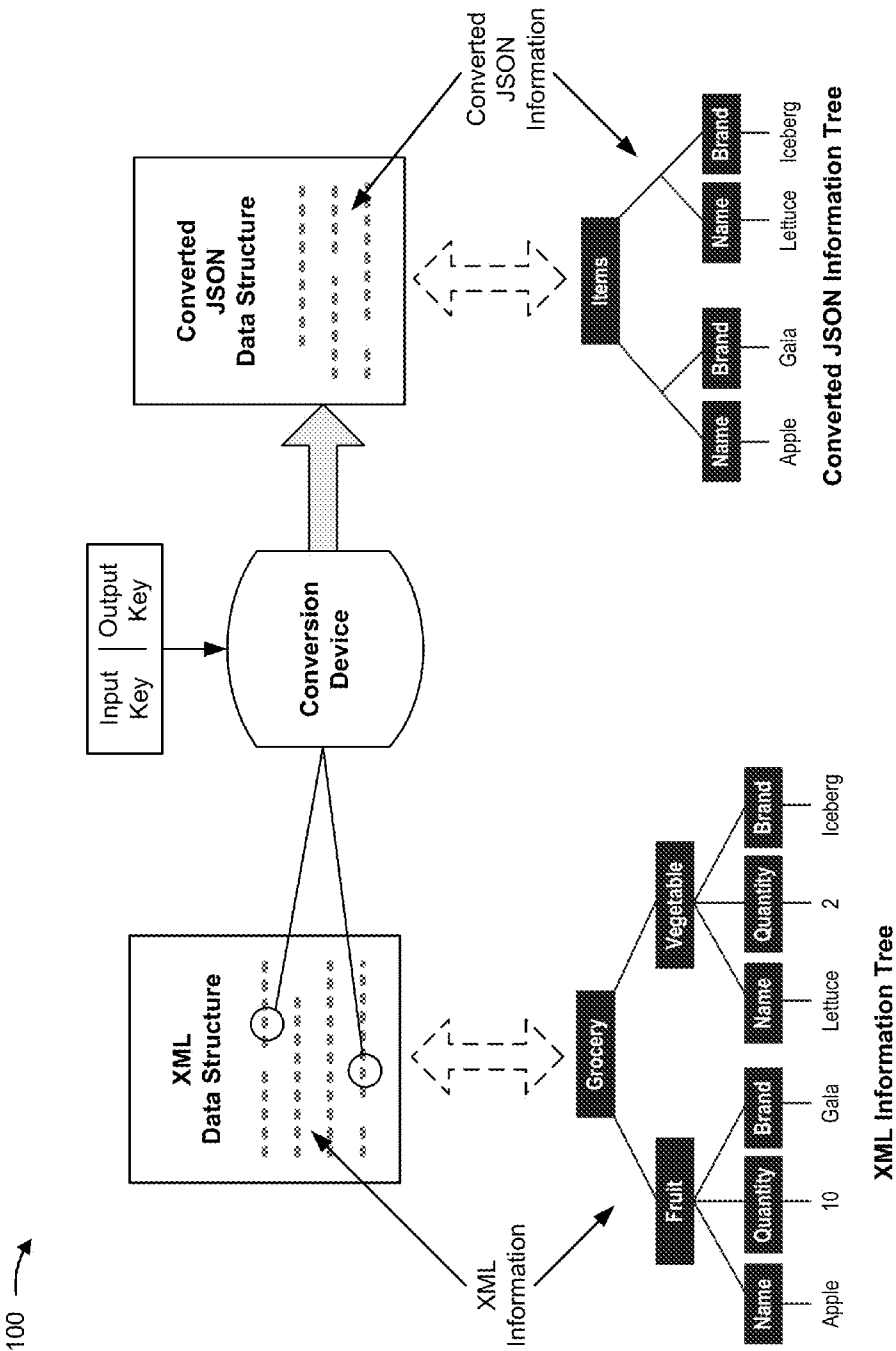 100
XML
Data Structure
XML
Information
Grocery
Fruit
Vegetable
Name
Quantity
Brand
Name
Quantity
Brand
Apple
10
Gala
Lettuce
2
Iceberg
XML Information Tree
Input
Key
Output
Key
Conversion
Device
Converted
JSON
Data Structure
Converted
JSON
Information
Items
Name
Brand
Name
Brand
Apple
Gala
Lettuce
Iceberg
Converted JSON Information Tree